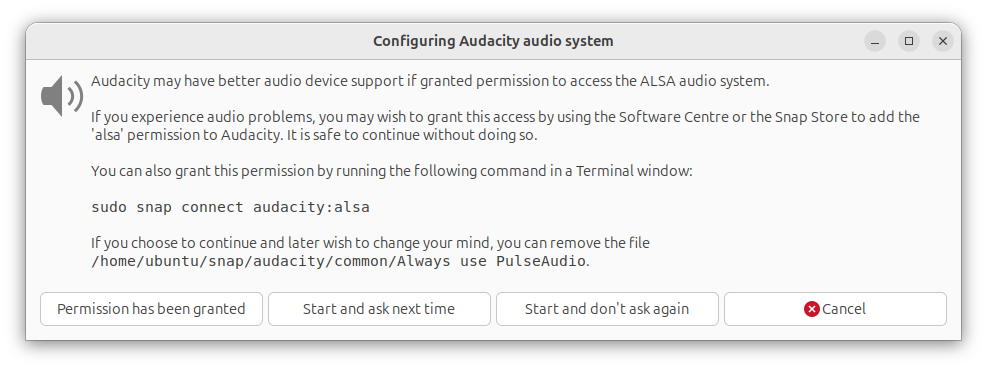 Configuring Audacity audio system
Audacity may have better audio device support if granted permission to access the ALSA audio system.
If you experience audio problems, you may wish to grant this access by using the Software Centre or the Snap Store to add the
'alsa' permission to Audacity. It is safe to continue without doing so.
You can also grant this permission by running the following command in a Terminal window:
sudo snap connect audacity:alsa
If you choose to continue and later wish to change your mind, you can remove the file
/home/ubuntu/snap/audacity/common/Always use PulseAudio.
Permission has been granted
Start and ask next time
Start and don't ask again
Cancel